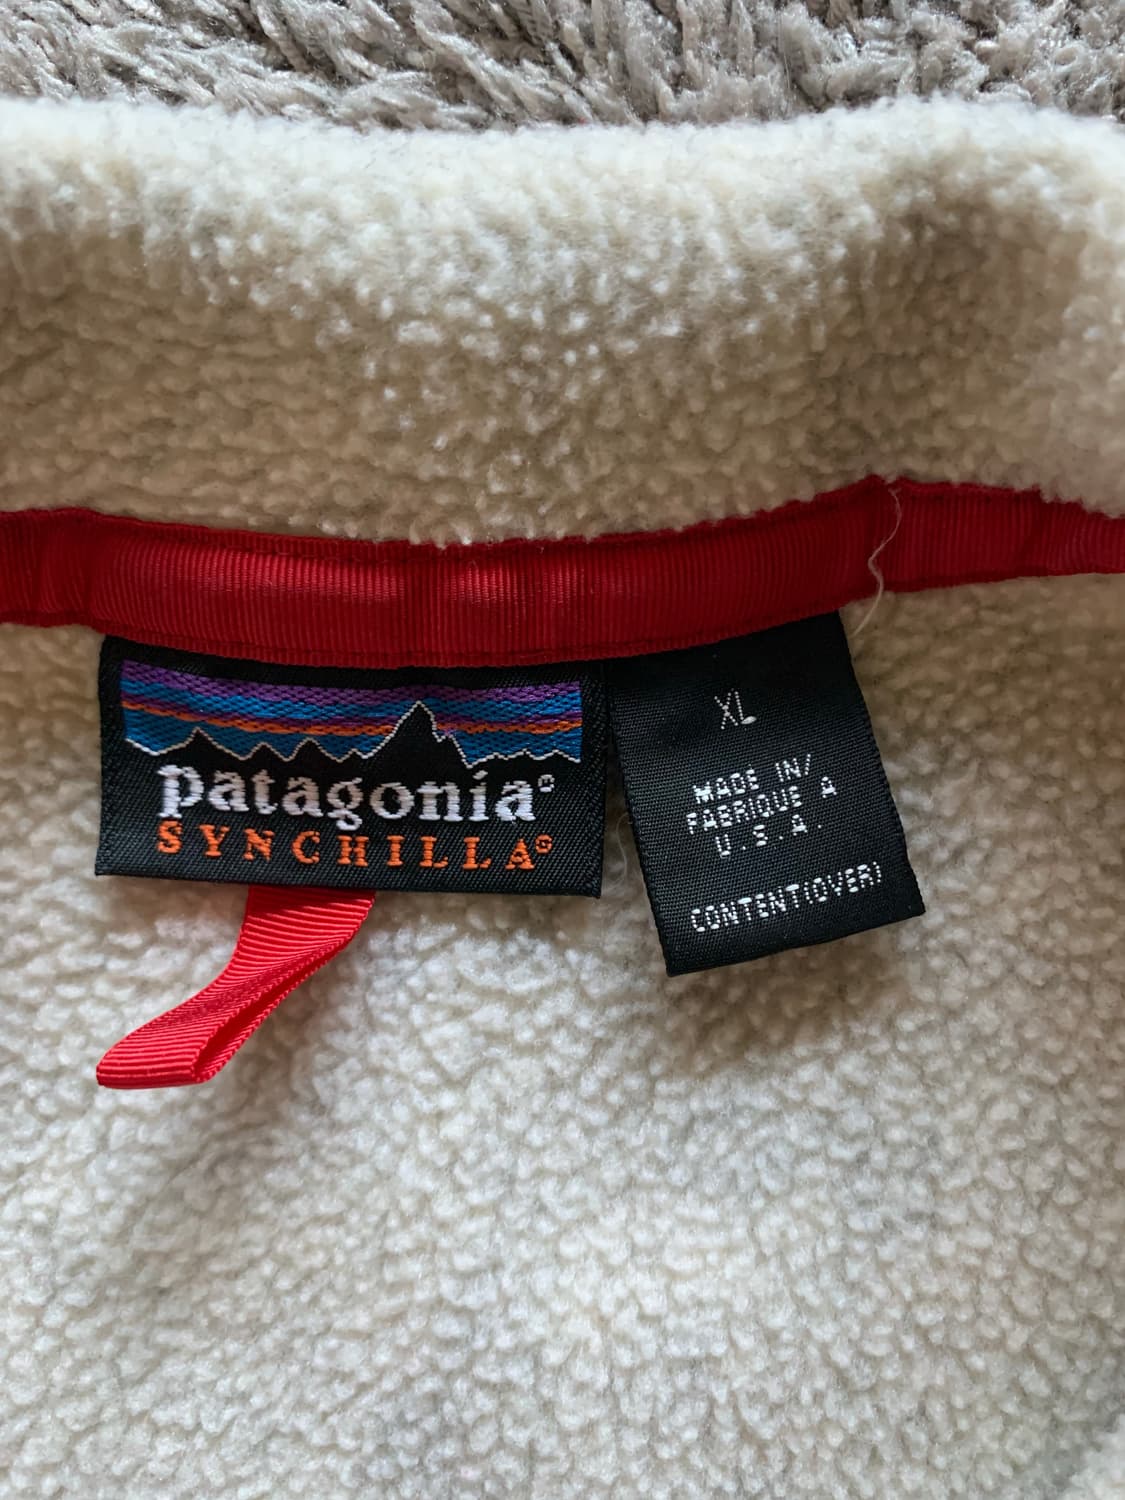 patagonia®
SYNCHILLA®
XL
MADE IN/
FABRIQUE A
U.S.A.
CONTENT(OVER)